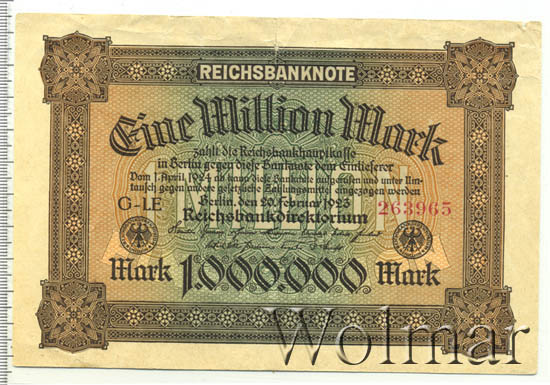 REICHSBANKNOTE
Eine Million Mark
zahlt die Reichsbankhauptkasse
in Berlin gegen diese Banknote dem Einlieferer
Vom 1. April 1924 ab kann diese Banknote aufgerufen und unter Um-
tausch gegen andere gesetzliche Zahlungsmittel eingezogen werden
Berlin, den 20. Februar 1923
G-LE Reichsbankdirektorium 263965
Mark 1.000.000 Mark
Wolmar